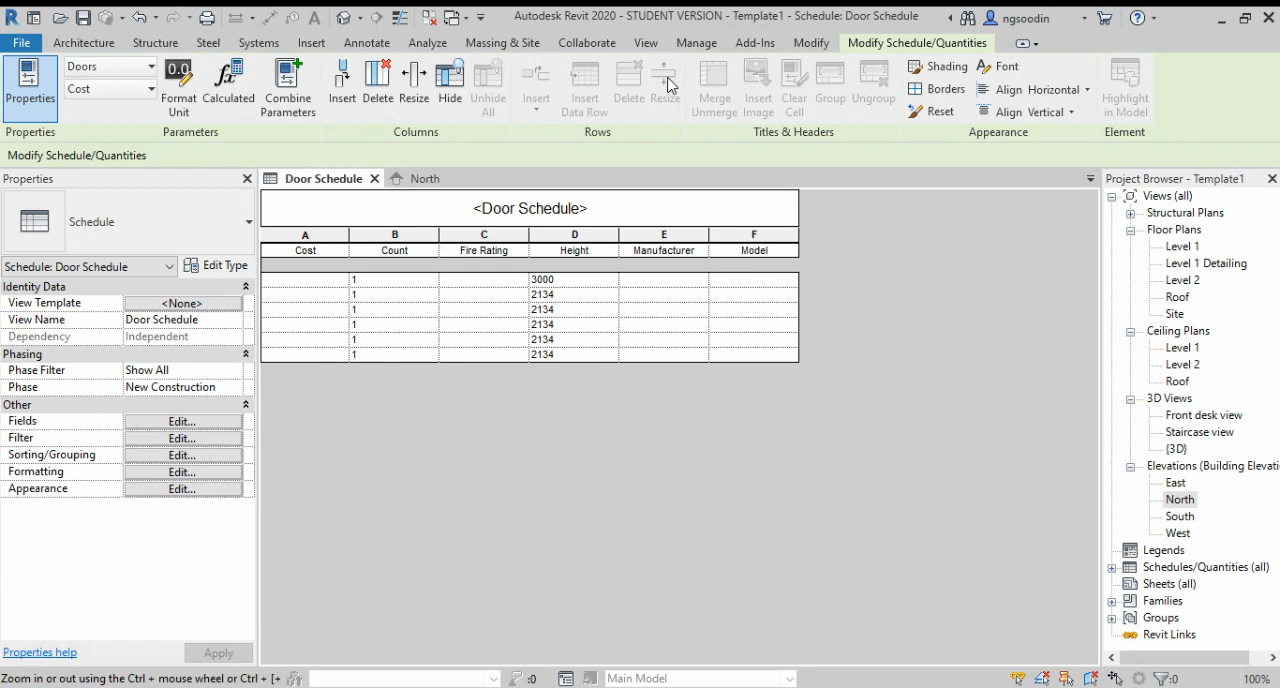 Autodesk Revit 2020 - STUDENT VERSION - Template1 - Schedule: Door Schedule
ngsoodin
File Architecture Structure Steel Systems Insert Annotate Analyze Massing & Site Collaborate View Manage Add-Ins Modify Modify Schedule/Quantities
Properties
Doors
Cost
Format Unit
Calculated
Combine Parameters
Insert
Delete
Resize
Hide
Unhide All
Insert
Insert Data Row
Delete
Resize
Merge Unmerge
Insert Image
Clear Cell
Group
Ungroup
Shading
Borders
Reset
Font
Align Horizontal
Align Vertical
Highlight in Model
Properties Parameters Columns Rows Titles & Headers Appearance Element
Modify Schedule/Quantities
Properties
Schedule
Schedule: Door Schedule Edit Type
Identity Data
View Template <None>
View Name Door Schedule
Dependency Independent
Phasing
Phase Filter Show All
Phase New Construction
Other
Fields Edit...
Filter Edit...
Sorting/Grouping Edit...
Formatting Edit...
Appearance Edit...
Properties help Apply
Door Schedule North
<Door Schedule>
A B C D E F
Cost Count Fire Rating Height Manufacturer Model
1 3000
1 2134
1 2134
1 2134
1 2134
1 2134
Project Browser - Template1
Views (all)
Structural Plans
Floor Plans
Level 1
Level 1 Detailing
Level 2
Roof
Site
Ceiling Plans
Level 1
Level 2
Roof
3D Views
Front desk view
Staircase view
{3D}
Elevations (Building Elevati
East
North
South
West
Legends
Schedules/Quantities (all)
Sheets (all)
Families
Groups
Revit Links
Zoom in or out using the Ctrl + mouse wheel or Ctrl + [+ :0 Main Model :0 100%